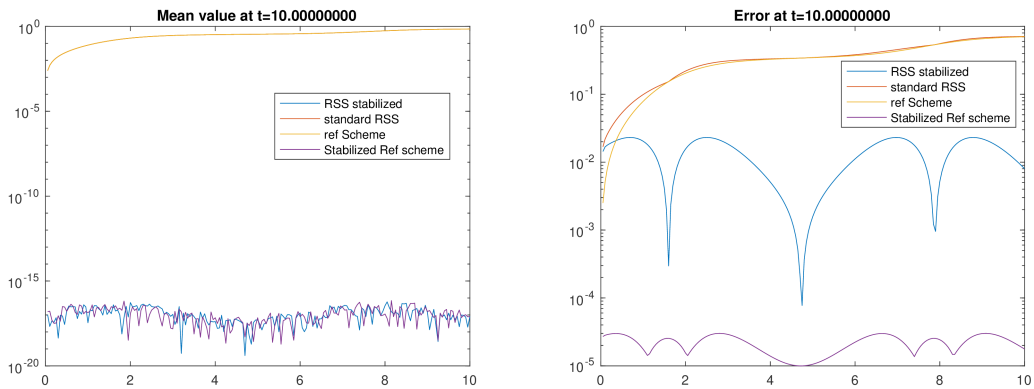 Mean value at t=10.00000000
10^0
10^-5
10^-10
10^-15
10^-20
0 2 4 6 8 10
RSS stabilized
standard RSS
ref Scheme
Stabilized Ref scheme
Error at t=10.00000000
10^0
10^-1
10^-2
10^-3
10^-4
10^-5
0 2 4 6 8 10
RSS stabilized
standard RSS
ref Scheme
Stabilized Ref scheme